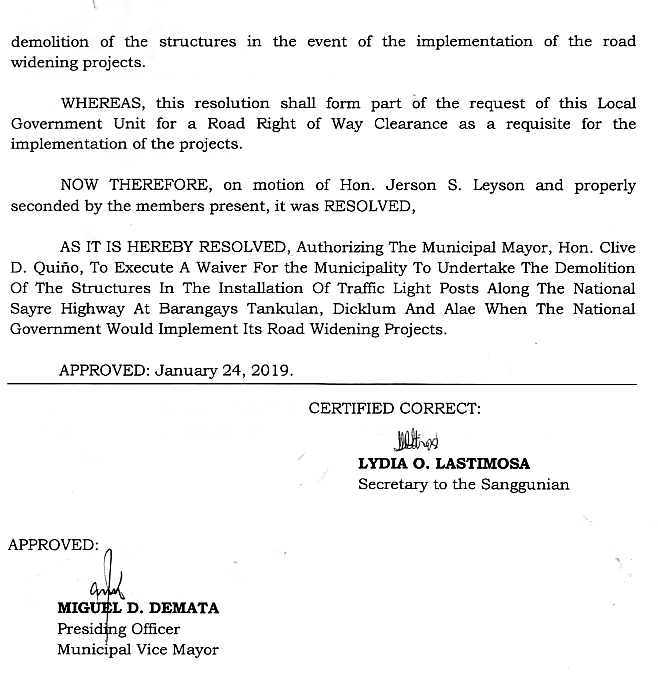 demolition of the structures in the event of the implementation of the road
widening projects.
WHEREAS, this resolution shall form part of the request of this Local
Government Unit for a Road Right of Way Clearance as a requisite for the
implementation of the projects.
NOW THEREFORE, on motion of Hon. Jerson S. Leyson and properly
seconded by the members present, it was RESOLVED,
AS IT IS HEREBY RESOLVED, Authorizing The Municipal Mayor, Hon. Clive
D. Quiño, To Execute A Waiver For the Municipality To Undertake The Demolition
Of The Structures In The Installation Of Traffic Light Posts Along The National
Sayre Highway At Barangays Tankulan, Dicklum And Alae When The National
Government Would Implement Its Road Widening Projects.
APPROVED: January 24, 2019.
CERTIFIED CORRECT:
LYDIA O. LASTIMOSA
Secretary to the Sanggunian
APPROVED:
MIGUEL D. DEMATA
Presiding Officer
Municipal Vice Mayor